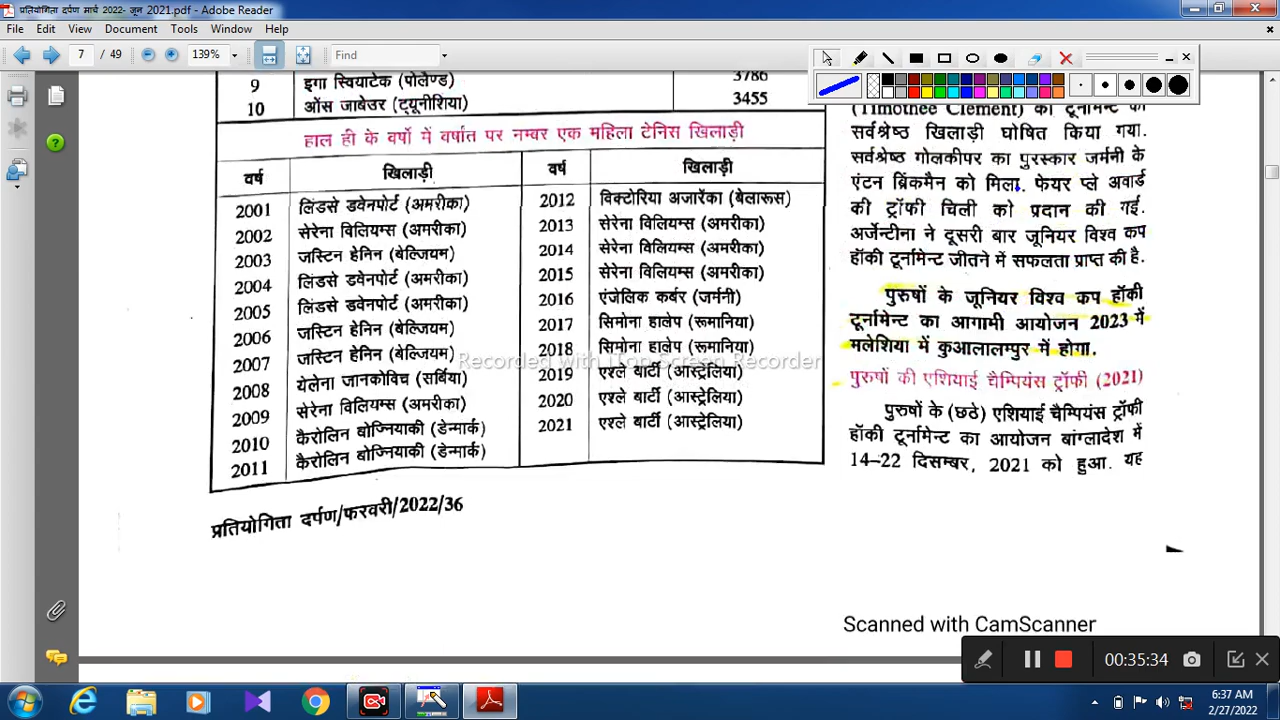 प्रतियोगिता दर्पण मार्च 2022- जून 2021.pdf - Adobe Reader
File Edit View Document Tools Window Help
7 / 49 139% Find
9 इगा स्वियाटेक (पोलैण्ड) 3786
10 ओंस जाबेउर (ट्यूनीशिया) 3455
हाल ही के वर्षों में वर्षांत पर नम्बर एक महिला टेनिस खिलाड़ी
वर्ष खिलाड़ी वर्ष खिलाड़ी
2001 लिंडसे डवेनपोर्ट (अमरीका) 2012 विक्टोरिया अजारेंका (बेलारूस)
2002 सेरेना विलियम्स (अमरीका) 2013 सेरेना विलियम्स (अमरीका)
2003 जस्टिन हेनिन (बेल्जियम) 2014 सेरेना विलियम्स (अमरीका)
2004 लिंडसे डवेनपोर्ट (अमरीका) 2015 सेरेना विलियम्स (अमरीका)
2005 लिंडसे डवेनपोर्ट (अमरीका) 2016 एंजेलिक कर्बर (जर्मनी)
2006 जस्टिन हेनिन (बेल्जियम) 2017 सिमोना हालेप (रूमानिया)
2007 जस्टिन हेनिन (बेल्जियम) 2018 सिमोना हालेप (रूमानिया)
2008 येलेना जानकोविच (सर्बिया) 2019 एश्ले बार्टी (आस्ट्रेलिया)
2009 सेरेना विलियम्स (अमरीका) 2020 एश्ले बार्टी (आस्ट्रेलिया)
2010 कैरोलिन बोज्नियाकी (डेन्मार्क) 2021 एश्ले बार्टी (आस्ट्रेलिया)
2011 कैरोलिन बोज्नियाकी (डेन्मार्क)
प्रतियोगिता दर्पण/फरवरी/2022/36
(Timothee Clement) को टूर्नामेंट का
सर्वश्रेष्ठ खिलाड़ी घोषित किया गया.
सर्वश्रेष्ठ गोलकीपर का पुरस्कार जर्मनी के
एंटन ब्रिंकमैन को मिला. फेयर प्ले अवार्ड
की ट्रॉफी चिली को प्रदान की गई.
अर्जेन्टीना ने दूसरी बार जूनियर विश्व कप
हॉकी टूर्नामेन्ट जीतने में सफलता प्राप्त की है.
पुरुषों के जूनियर विश्व कप हॉकी
टूर्नामेण्ट का आगामी आयोजन 2023 में
मलेशिया में कुआलालम्पुर में होगा.
पुरुषों की एशियाई चैम्पियंस ट्रॉफी (2021)
पुरुषों के (छठे) एशियाई चैम्पियंस ट्रॉफी
हॉकी टूर्नामेन्ट का आयोजन बांग्लादेश में
14–22 दिसम्बर, 2021 को हुआ. यह
Recorded with iTop Screen Recorder
Scanned with CamScanner
00:35:34
6:37 AM
2/27/2022